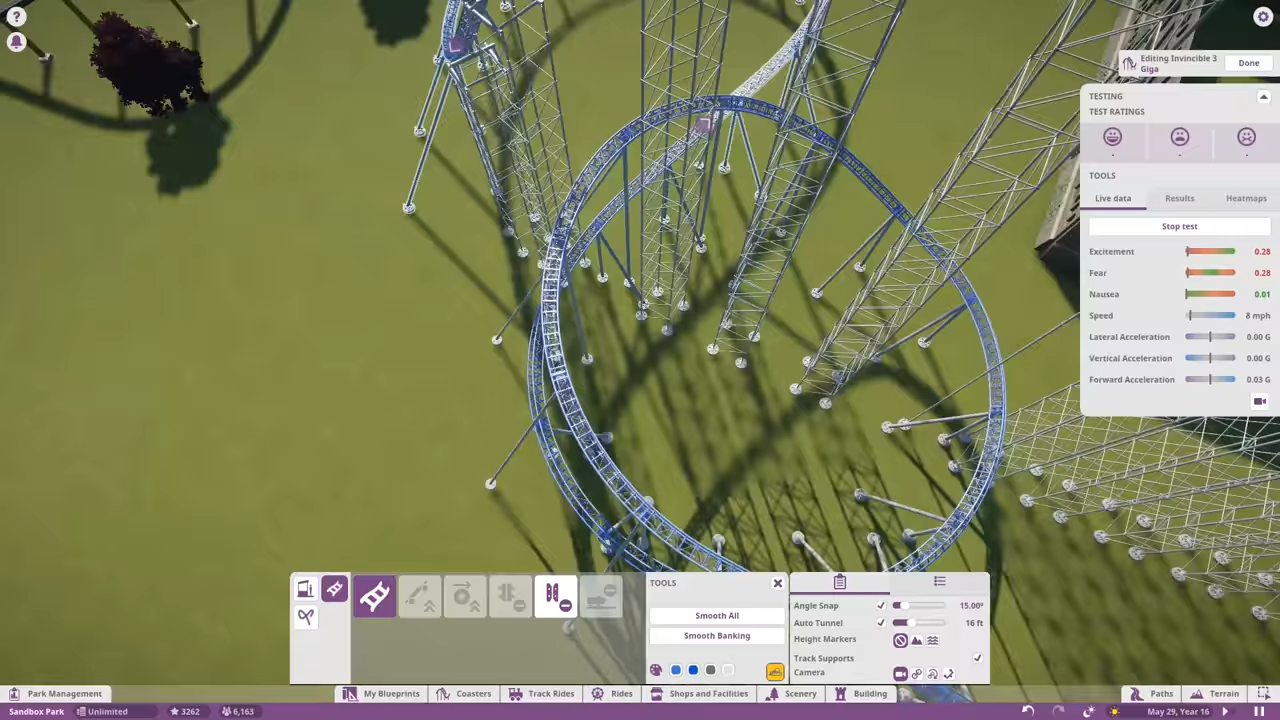 ?
Editing Invincible 3
Giga
Done
TESTING
TEST RATINGS
- - -
TOOLS
Live data Results Heatmaps
Stop test
Excitement 0.28
Fear 0.28
Nausea 0.01
Speed 8 mph
Lateral Acceleration 0.00 G
Vertical Acceleration 0.00 G
Forward Acceleration 0.03 G
TOOLS
Smooth All
Smooth Banking
Angle Snap 15.00°
Auto Tunnel 16 ft
Height Markers
Track Supports
Camera
Park Management
My Blueprints
Coasters
Track Rides
Rides
Shops and Facilities
Scenery
Building
Paths
Terrain
Sandbox Park Unlimited 3262 6,163
May 29, Year 16